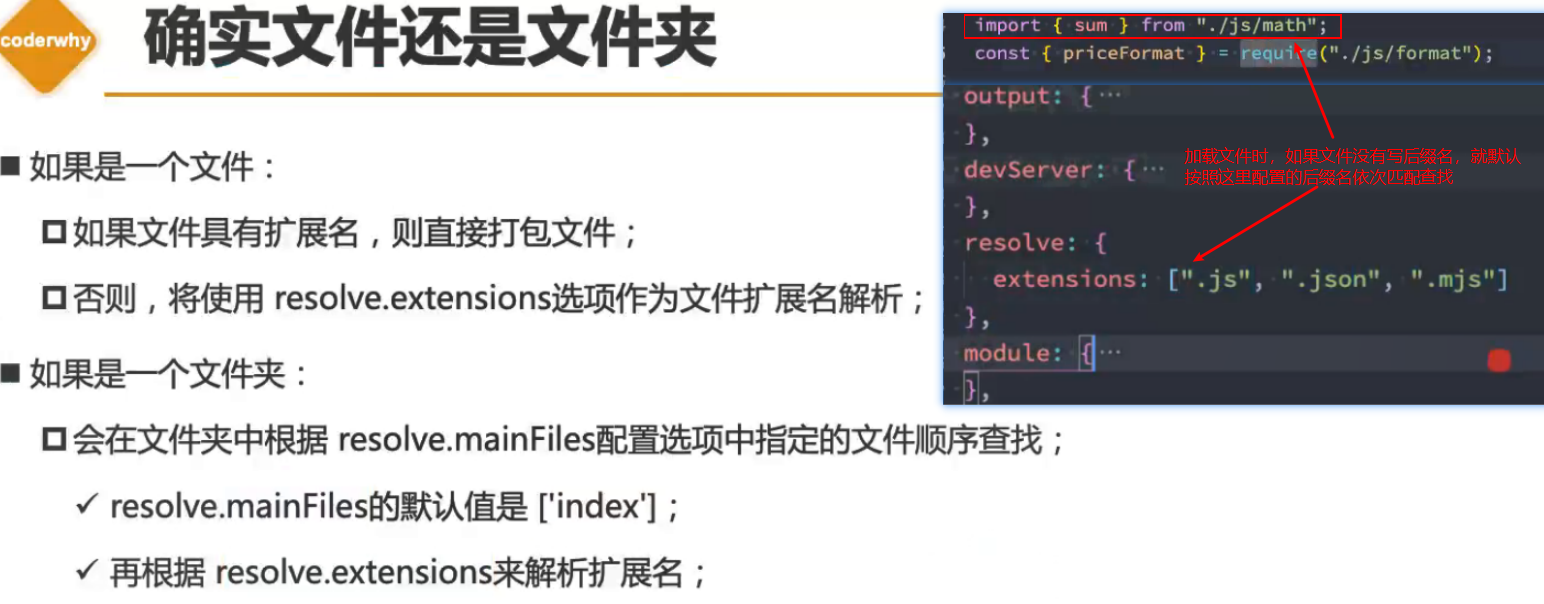 coderwhy
确实文件还是文件夹
■ 如果是一个文件：
如果文件具有扩展名，则直接打包文件；
否则，将使用 resolve.extensions选项作为文件扩展名解析；
■ 如果是一个文件夹：
会在文件夹中根据 resolve.mainFiles配置选项中指定的文件顺序查找；
✓ resolve.mainFiles的默认值是 ['index']；
✓ 再根据 resolve.extensions来解析扩展名；
import { sum } from "./js/math";
const { priceFormat } = require("./js/format");
output: { ···
},
devServer: { ···
},
resolve: {
extensions: [".js", ".json", ".mjs"]
},
module: { ···
},
加载文件时，如果文件没有写后缀名，就默认
按照这里配置的后缀名依次匹配查找